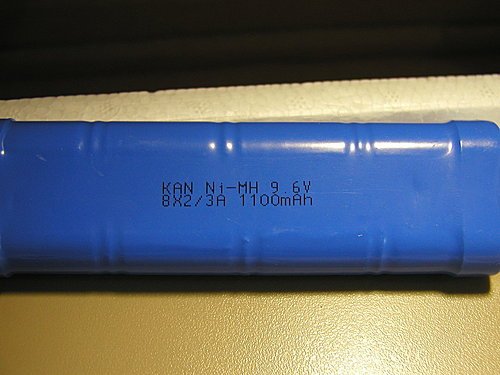 KAN Ni-MH 9.6V
8X2/3A 1100mAh